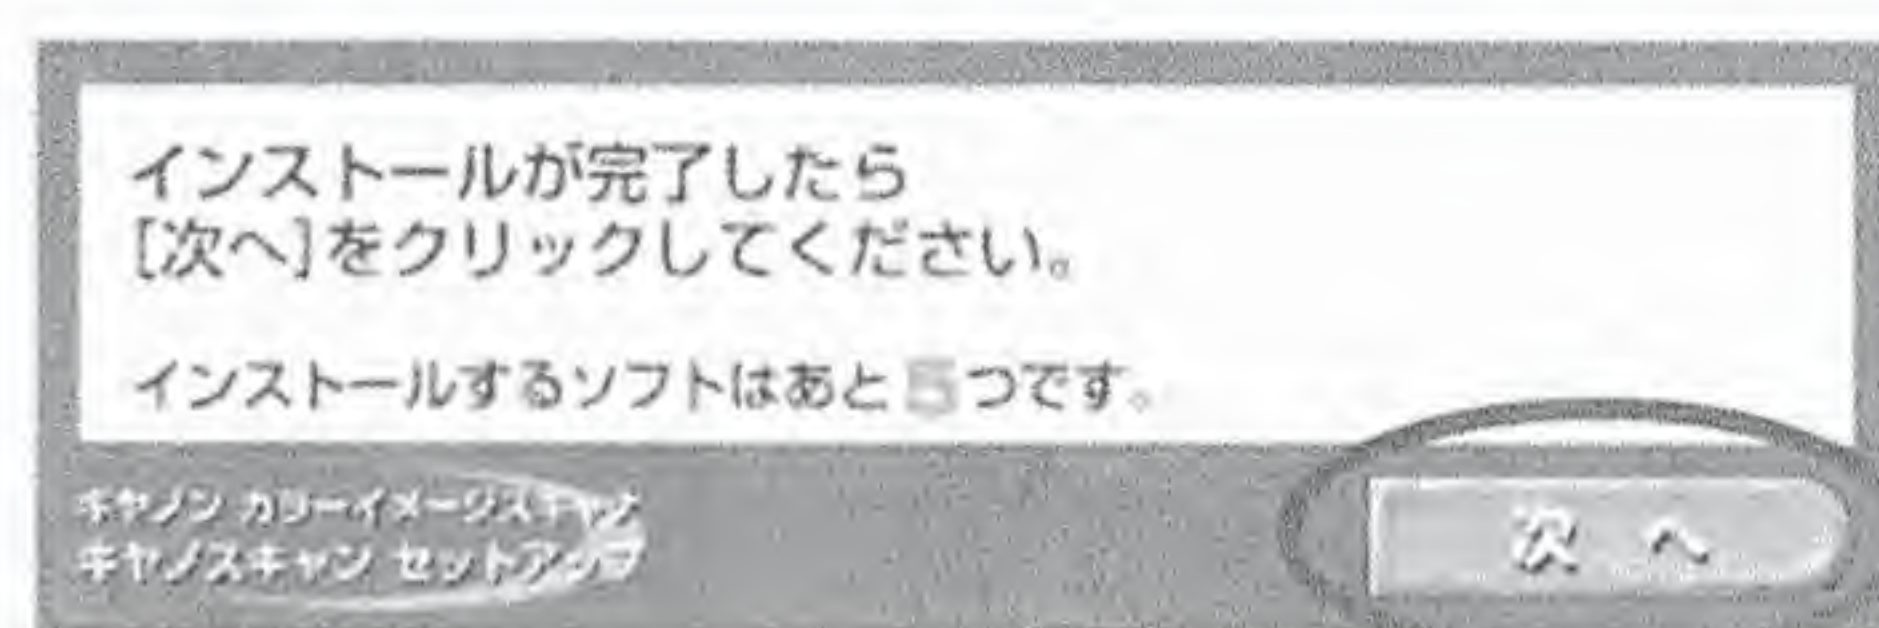 インストールが完了したら
[次へ]をクリックしてください。
インストールするソフトはあと 5つです。
キヤノン カラーイメージスキャナ
キヤノスキャン セットアップ
次 へ